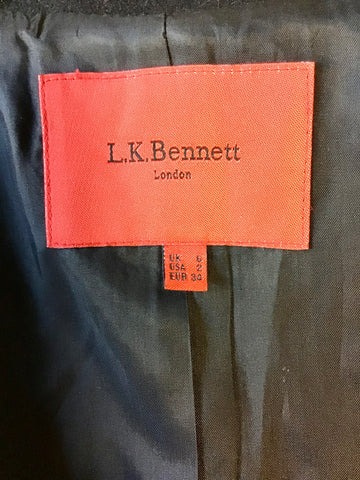 L.K.Bennett
London
UK 6
USA 2
EUR 34